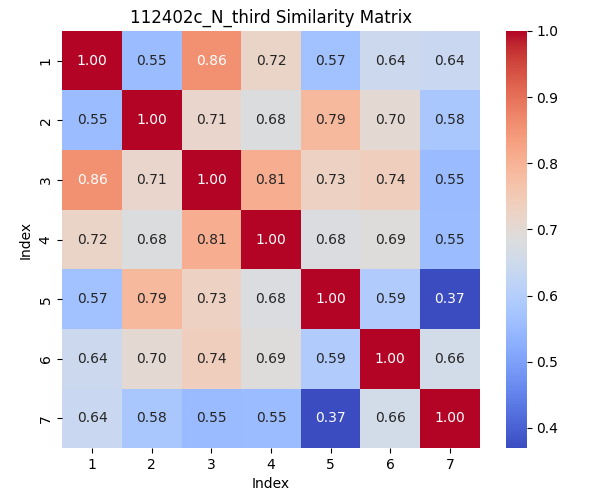 112402c_N_third Similarity Matrix
1 1.00 0.55 0.86 0.72 0.57 0.64 0.64
2 0.55 1.00 0.71 0.68 0.79 0.70 0.58
3 0.86 0.71 1.00 0.81 0.73 0.74 0.55
4 0.72 0.68 0.81 1.00 0.68 0.69 0.55
5 0.57 0.79 0.73 0.68 1.00 0.59 0.37
6 0.64 0.70 0.74 0.69 0.59 1.00 0.66
7 0.64 0.58 0.55 0.55 0.37 0.66 1.00
1 2 3 4 5 6 7
Index
Index
1.0
0.9
0.8
0.7
0.6
0.5
0.4